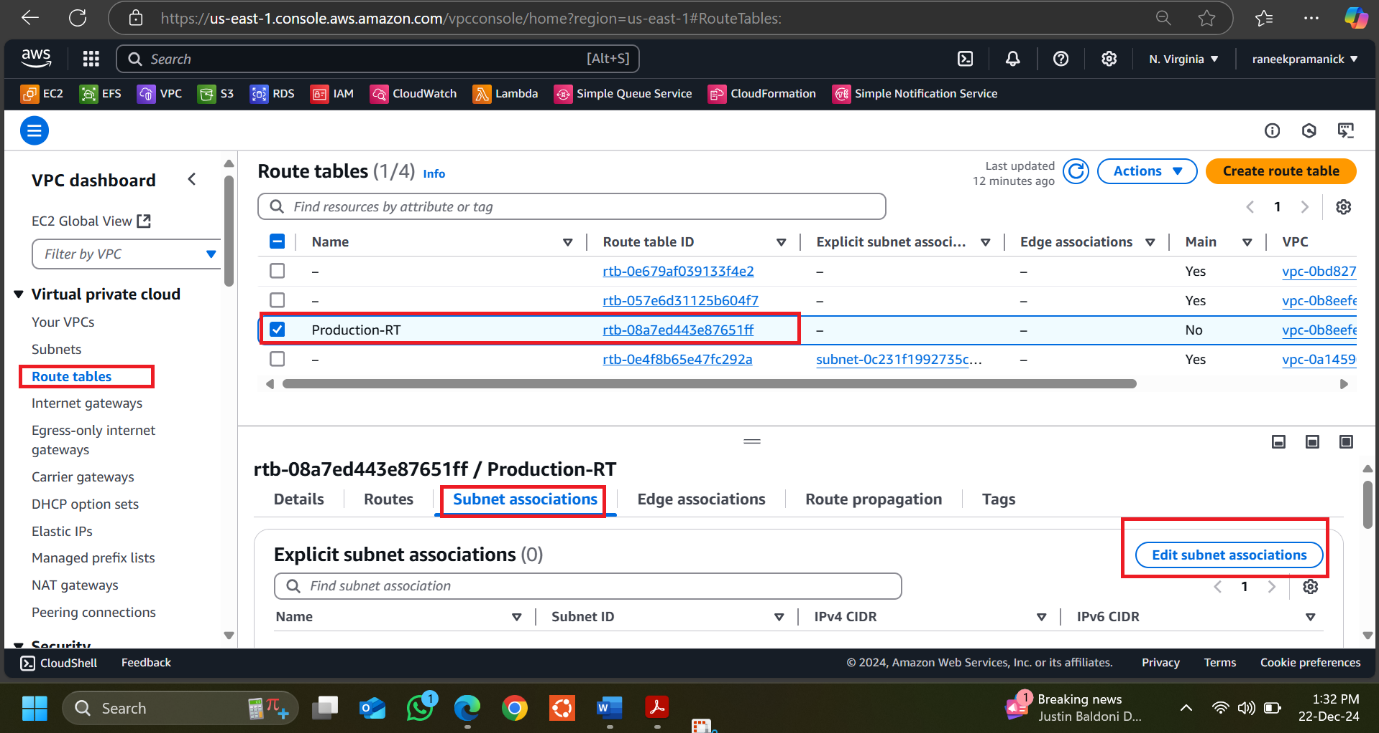 https://us-east-1.console.aws.amazon.com/vpcconsole/home?region=us-east-1#RouteTables:
aws
Search
[Alt+S]
N. Virginia
raneekpramanick
EC2
EFS
VPC
S3
RDS
IAM
CloudWatch
Lambda
Simple Queue Service
CloudFormation
Simple Notification Service
VPC dashboard
EC2 Global View
Filter by VPC
Virtual private cloud
Your VPCs
Subnets
Route tables
Internet gateways
Egress-only internet
gateways
Carrier gateways
DHCP option sets
Elastic IPs
Managed prefix lists
NAT gateways
Peering connections
Security
Route tables (1/4) Info
Last updated
12 minutes ago
Actions
Create route table
Find resources by attribute or tag
1
Name Route table ID Explicit subnet associ... Edge associations Main VPC
– rtb-0e679af039133f4e2 – – Yes vpc-0bd827
– rtb-057e6d31125b604f7 – – Yes vpc-0b8eefe
Production-RT rtb-08a7ed443e87651ff – – No vpc-0b8eefe
– rtb-0e4f8b65e47fc292a subnet-0c231f1992735c... – Yes vpc-0a1459
rtb-08a7ed443e87651ff / Production-RT
Details
Routes
Subnet associations
Edge associations
Route propagation
Tags
Explicit subnet associations (0)
Edit subnet associations
Find subnet association
1
Name Subnet ID IPv4 CIDR IPv6 CIDR
CloudShell
Feedback
© 2024, Amazon Web Services, Inc. or its affiliates.
Privacy
Terms
Cookie preferences
Search
1
1
Breaking news
Justin Baldoni D...
1:32 PM
22-Dec-24